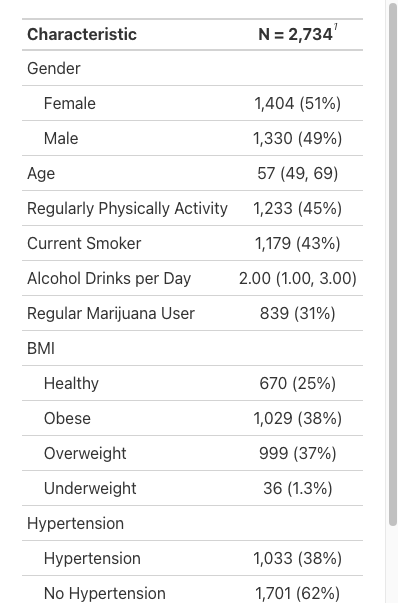 Characteristic N = 2,734¹
Gender
Female 1,404 (51%)
Male 1,330 (49%)
Age 57 (49, 69)
Regularly Physically Activity 1,233 (45%)
Current Smoker 1,179 (43%)
Alcohol Drinks per Day 2.00 (1.00, 3.00)
Regular Marijuana User 839 (31%)
BMI
Healthy 670 (25%)
Obese 1,029 (38%)
Overweight 999 (37%)
Underweight 36 (1.3%)
Hypertension
Hypertension 1,033 (38%)
No Hypertension 1,701 (62%)